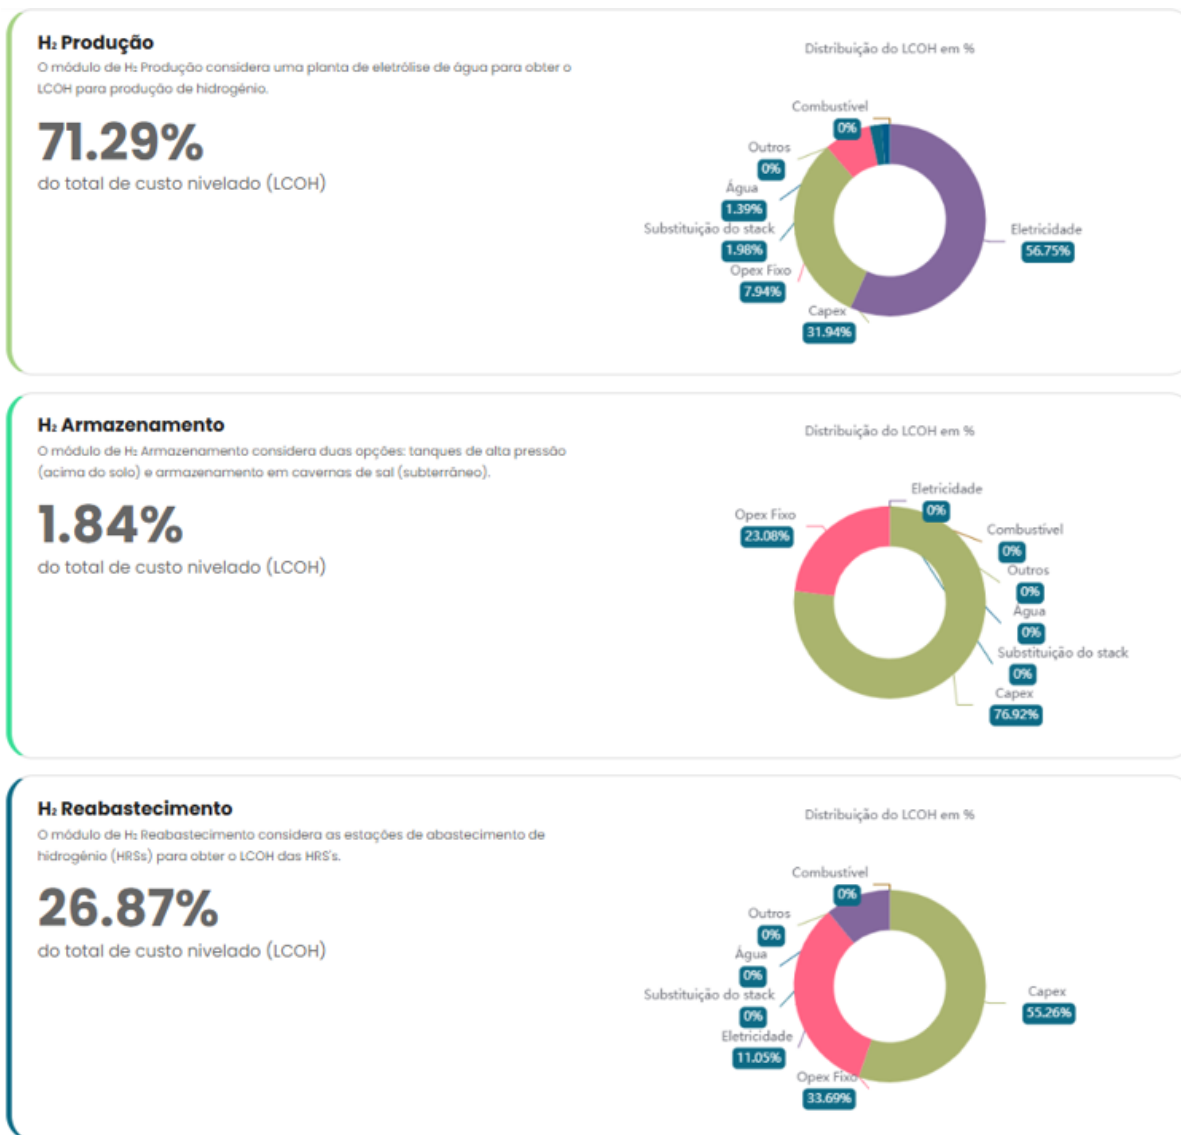 H₂ Produção
O módulo de H₂ Produção considera uma planta de eletrólise de água para obter o
LCOH para produção de hidrogênio.
71.29%
do total de custo nivelado (LCOH)
Distribuição do LCOH em %
Combustível
0%
Outros
0%
Água
1.39%
Substituição do stack
1.98%
Opex Fixo
7.94%
Capex
31.94%
Eletricidade
56.75%
H₂ Armazenamento
O módulo de H₂ Armazenamento considera duas opções: tanques de alta pressão
(acima do solo) e armazenamento em cavernas de sal (subterrâneo).
1.84%
do total de custo nivelado (LCOH)
Distribuição do LCOH em %
Eletricidade
0%
Opex Fixo
23.08%
Combustível
0%
Outros
0%
Água
0%
Substituição do stack
0%
Capex
76.92%
H₂ Reabastecimento
O módulo de H₂ Reabastecimento considera as estações de abastecimento de
hidrogênio (HRSs) para obter o LCOH das HRS's.
26.87%
do total de custo nivelado (LCOH)
Distribuição do LCOH em %
Combustível
0%
Outros
0%
Água
0%
Substituição do stack
0%
Eletricidade
11.05%
Opex Fixo
33.69%
Capex
55.26%